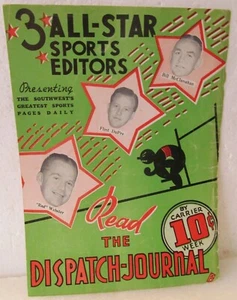 3 ALL-STAR
SPORTS
EDITORS
Bill McClanahan
Presenting
THE SOUTHWEST'S
GREATEST SPORTS
PAGES DAILY
Flint Dupre
"Red" Webster
Read
THE
DISPATCH-JOURNAL
BY
CARRIER
10¢
WEEK